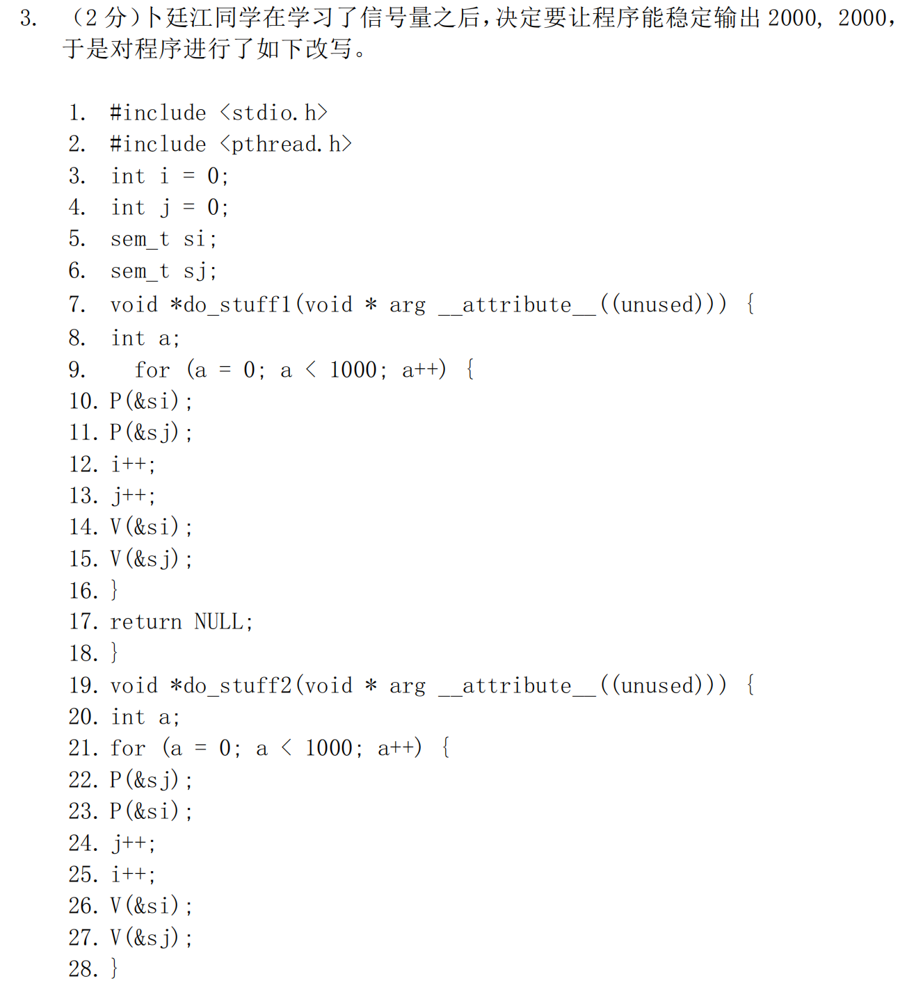 3. （2 分）卜廷江同学在学习了信号量之后，决定要让程序能稳定输出 2000, 2000，
于是对程序进行了如下改写。
1. #include <stdio.h>
2. #include <pthread.h>
3. int i = 0;
4. int j = 0;
5. sem_t si;
6. sem_t sj;
7. void *do_stuff1(void * arg __attribute__((unused))) {
8. int a;
9. for (a = 0; a < 1000; a++) {
10. P(&si);
11. P(&sj);
12. i++;
13. j++;
14. V(&si);
15. V(&sj);
16. }
17. return NULL;
18. }
19. void *do_stuff2(void * arg __attribute__((unused))) {
20. int a;
21. for (a = 0; a < 1000; a++) {
22. P(&sj);
23. P(&si);
24. j++;
25. i++;
26. V(&si);
27. V(&sj);
28. }